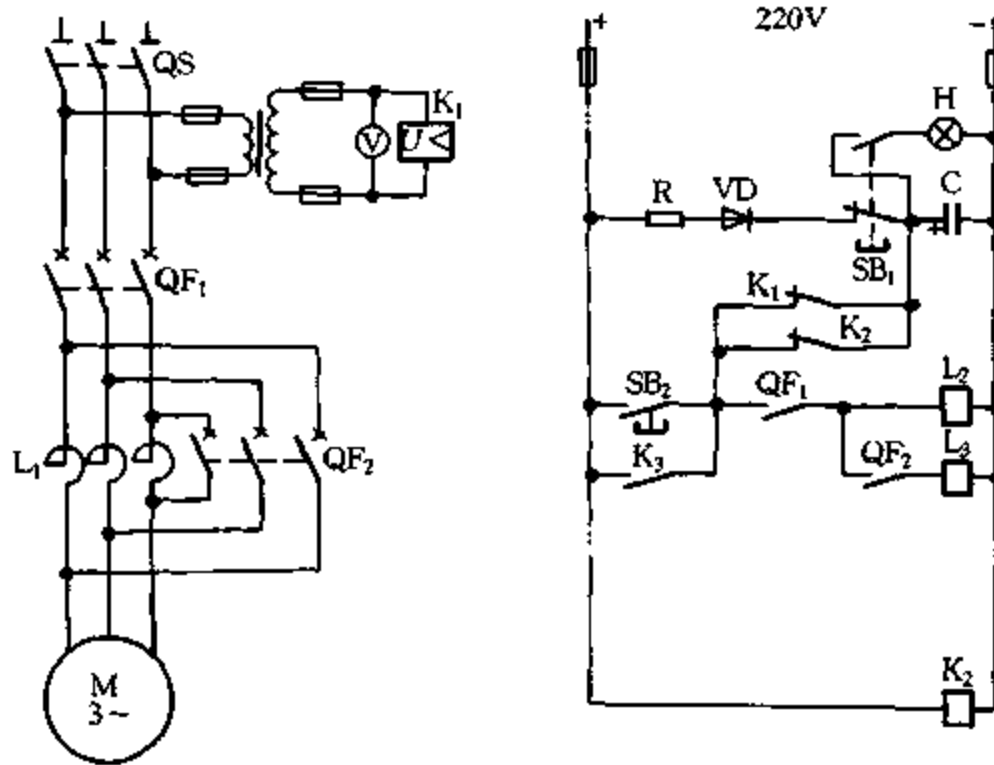 QS
K₁
V
U<
QF₁
L₁
QF₂
M
3~
+ 220V -
H
R VD C
+
SB₁
K₁
K₂
SB₂ QF₁ L₂
K₃ QF₂ L₃
K₂